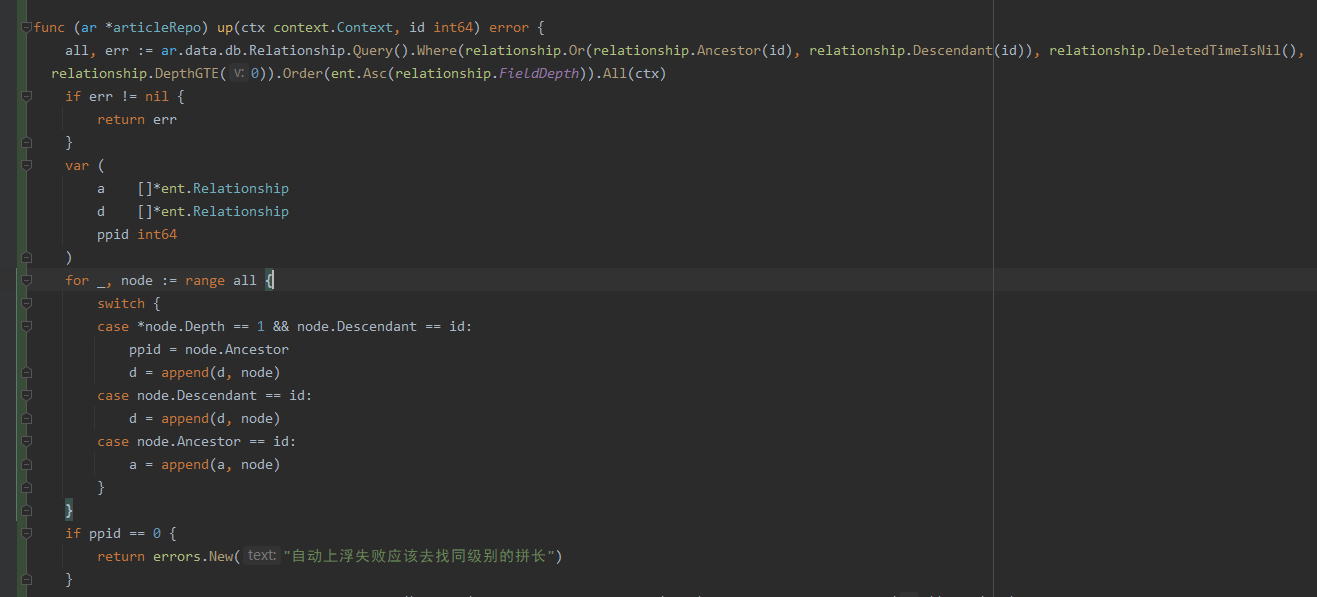 func (ar *articleRepo) up(ctx context.Context, id int64) error {
all, err := ar.data.db.Relationship.Query().Where(relationship.Or(relationship.Ancestor(id), relationship.Descendant(id)), relationship.DeletedTimeIsNil(),
relationship.DepthGTE( v: 0)).Order(ent.Asc(relationship.FieldDepth)).All(ctx)
if err != nil {
return err
}
var (
a []*ent.Relationship
d []*ent.Relationship
ppid int64
)
for _, node := range all {
switch {
case *node.Depth == 1 && node.Descendant == id:
ppid = node.Ancestor
d = append(d, node)
case node.Descendant == id:
d = append(d, node)
case node.Ancestor == id:
a = append(a, node)
}
}
if ppid == 0 {
return errors.New( text: "自动上浮失败应该去找同级别的拼长")
}